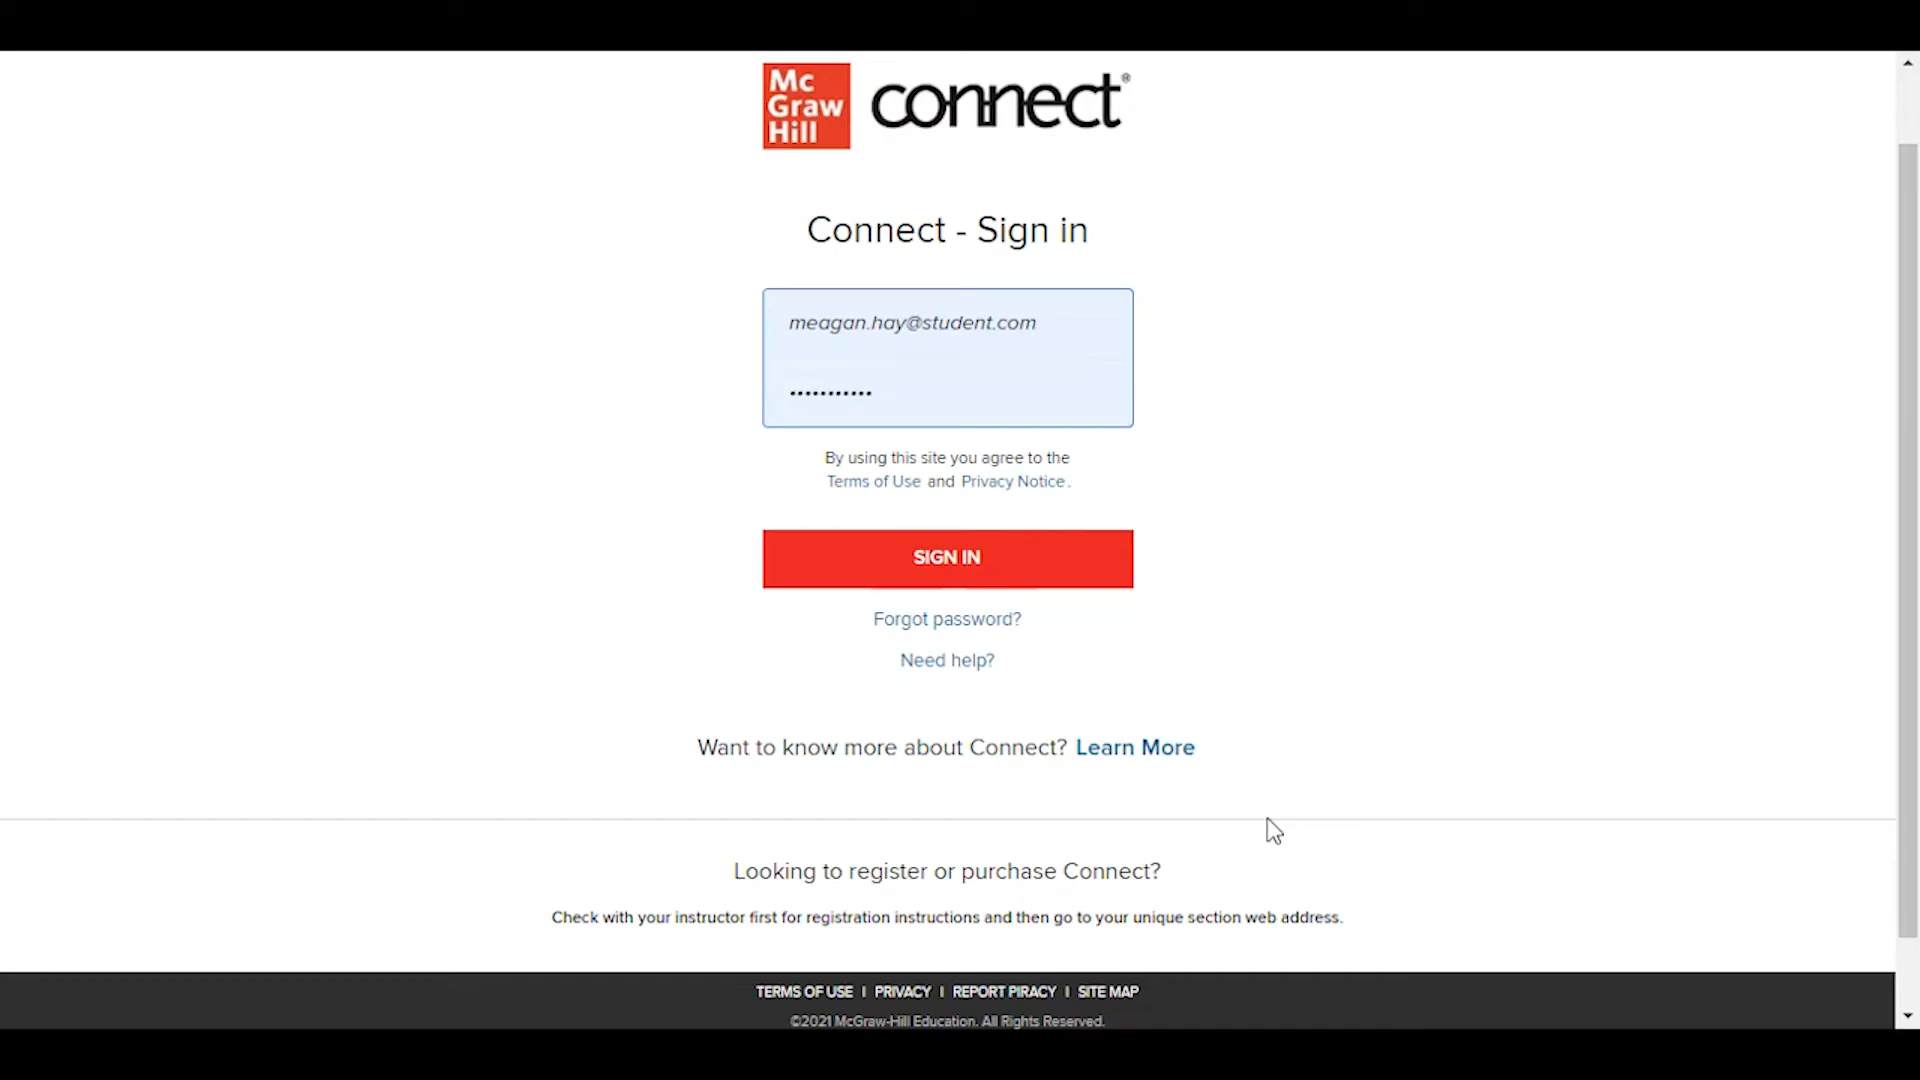 Mc
Graw
Hill
connect®
Connect - Sign in
meagan.hay@student.com
•••••••••••
By using this site you agree to the
Terms of Use and Privacy Notice.
SIGN IN
Forgot password?
Need help?
Want to know more about Connect? Learn More
Looking to register or purchase Connect?
Check with your instructor first for registration instructions and then go to your unique section web address.
TERMS OF USE | PRIVACY | REPORT PIRACY | SITE MAP
©2021 McGraw-Hill Education. All Rights Reserved.